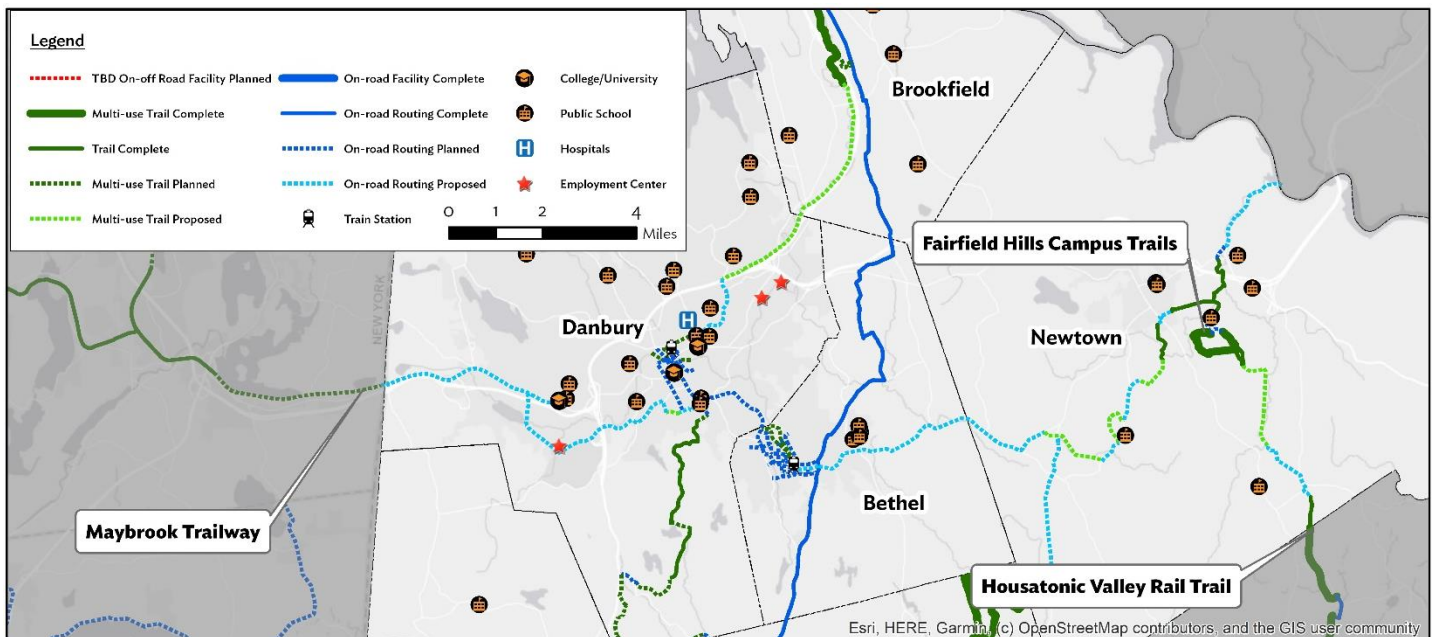 Legend
TBD On-off Road Facility Planned
Multi-use Trail Complete
Trail Complete
Multi-use Trail Planned
Multi-use Trail Proposed
On-road Facility Complete
On-road Routing Complete
On-road Routing Planned
On-road Routing Proposed
Train Station
College/University
Public School
H Hospitals
Employment Center
0 1 2 4
Miles
Brookfield
Fairfield Hills Campus Trails
NEW YORK
H
Danbury
Newtown
Maybrook Trailway
Bethel
Housatonic Valley Rail Trail
Esri, HERE, Garmin, (c) OpenStreetMap contributors, and the GIS user community